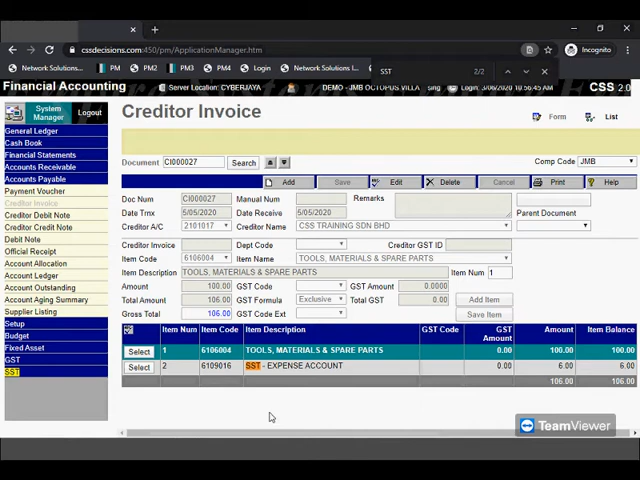 cssdecisions.com:450/pm/ApplicationManager.htm
Incognito
Network Solutions...
PM
PM2
PM3
PM4
Login
Network Solutions I...
SST
2/2
Financial Accounting
Server Location: CYBERJAYA
DEMO - JMB OCTOPUS VILLA
sing
3/06/2020 10:56:45 AM
CSS 2.0
System Manager
Logout
Creditor Invoice
Form
List
General Ledger
Cash Book
Financial Statements
Accounts Receivable
Accounts Payable
Payment Voucher
Creditor Invoice
Creditor Debit Note
Creditor Credit Note
Debit Note
Official Receipt
Account Ledger
Account Outstanding
Account Aging Summary
Supplier Listing
Setup
Budget
Fixed Asset
GST
SST
Document CI000027 Search
Comp Code JMB
Add Save Edit Delete Cancel Print Help
Doc Num CI000027 Manual Num Remarks
Date Trnx 5/05/2020 Date Receive 5/05/2020 Parent Document
Creditor A/C 2101017 Creditor Name CSS TRAINING SDN BHD
Creditor Invoice Dept Code Creditor GST ID
Item Code 6106004 Item Name TOOLS, MATERIALS & SPARE PARTS
Item Description TOOLS, MATERIALS & SPARE PARTS Item Num 1
Amount 100.00 GST Code GST Amount 0.0000
Total Amount 106.00 GST Formula Exclusive Total GST 0.00 Add Item
Gross Total 106.00 GST Code Ext Save Item
Item Num Item Code Item Description GST Code GST Amount Amount Item Balance
Select 1 6106004 TOOLS, MATERIALS & SPARE PARTS 0.00 100.00 100.00
Select 2 6109016 SST - EXPENSE ACCOUNT 0.00 6.00 6.00
106.00 106.00
TeamViewer